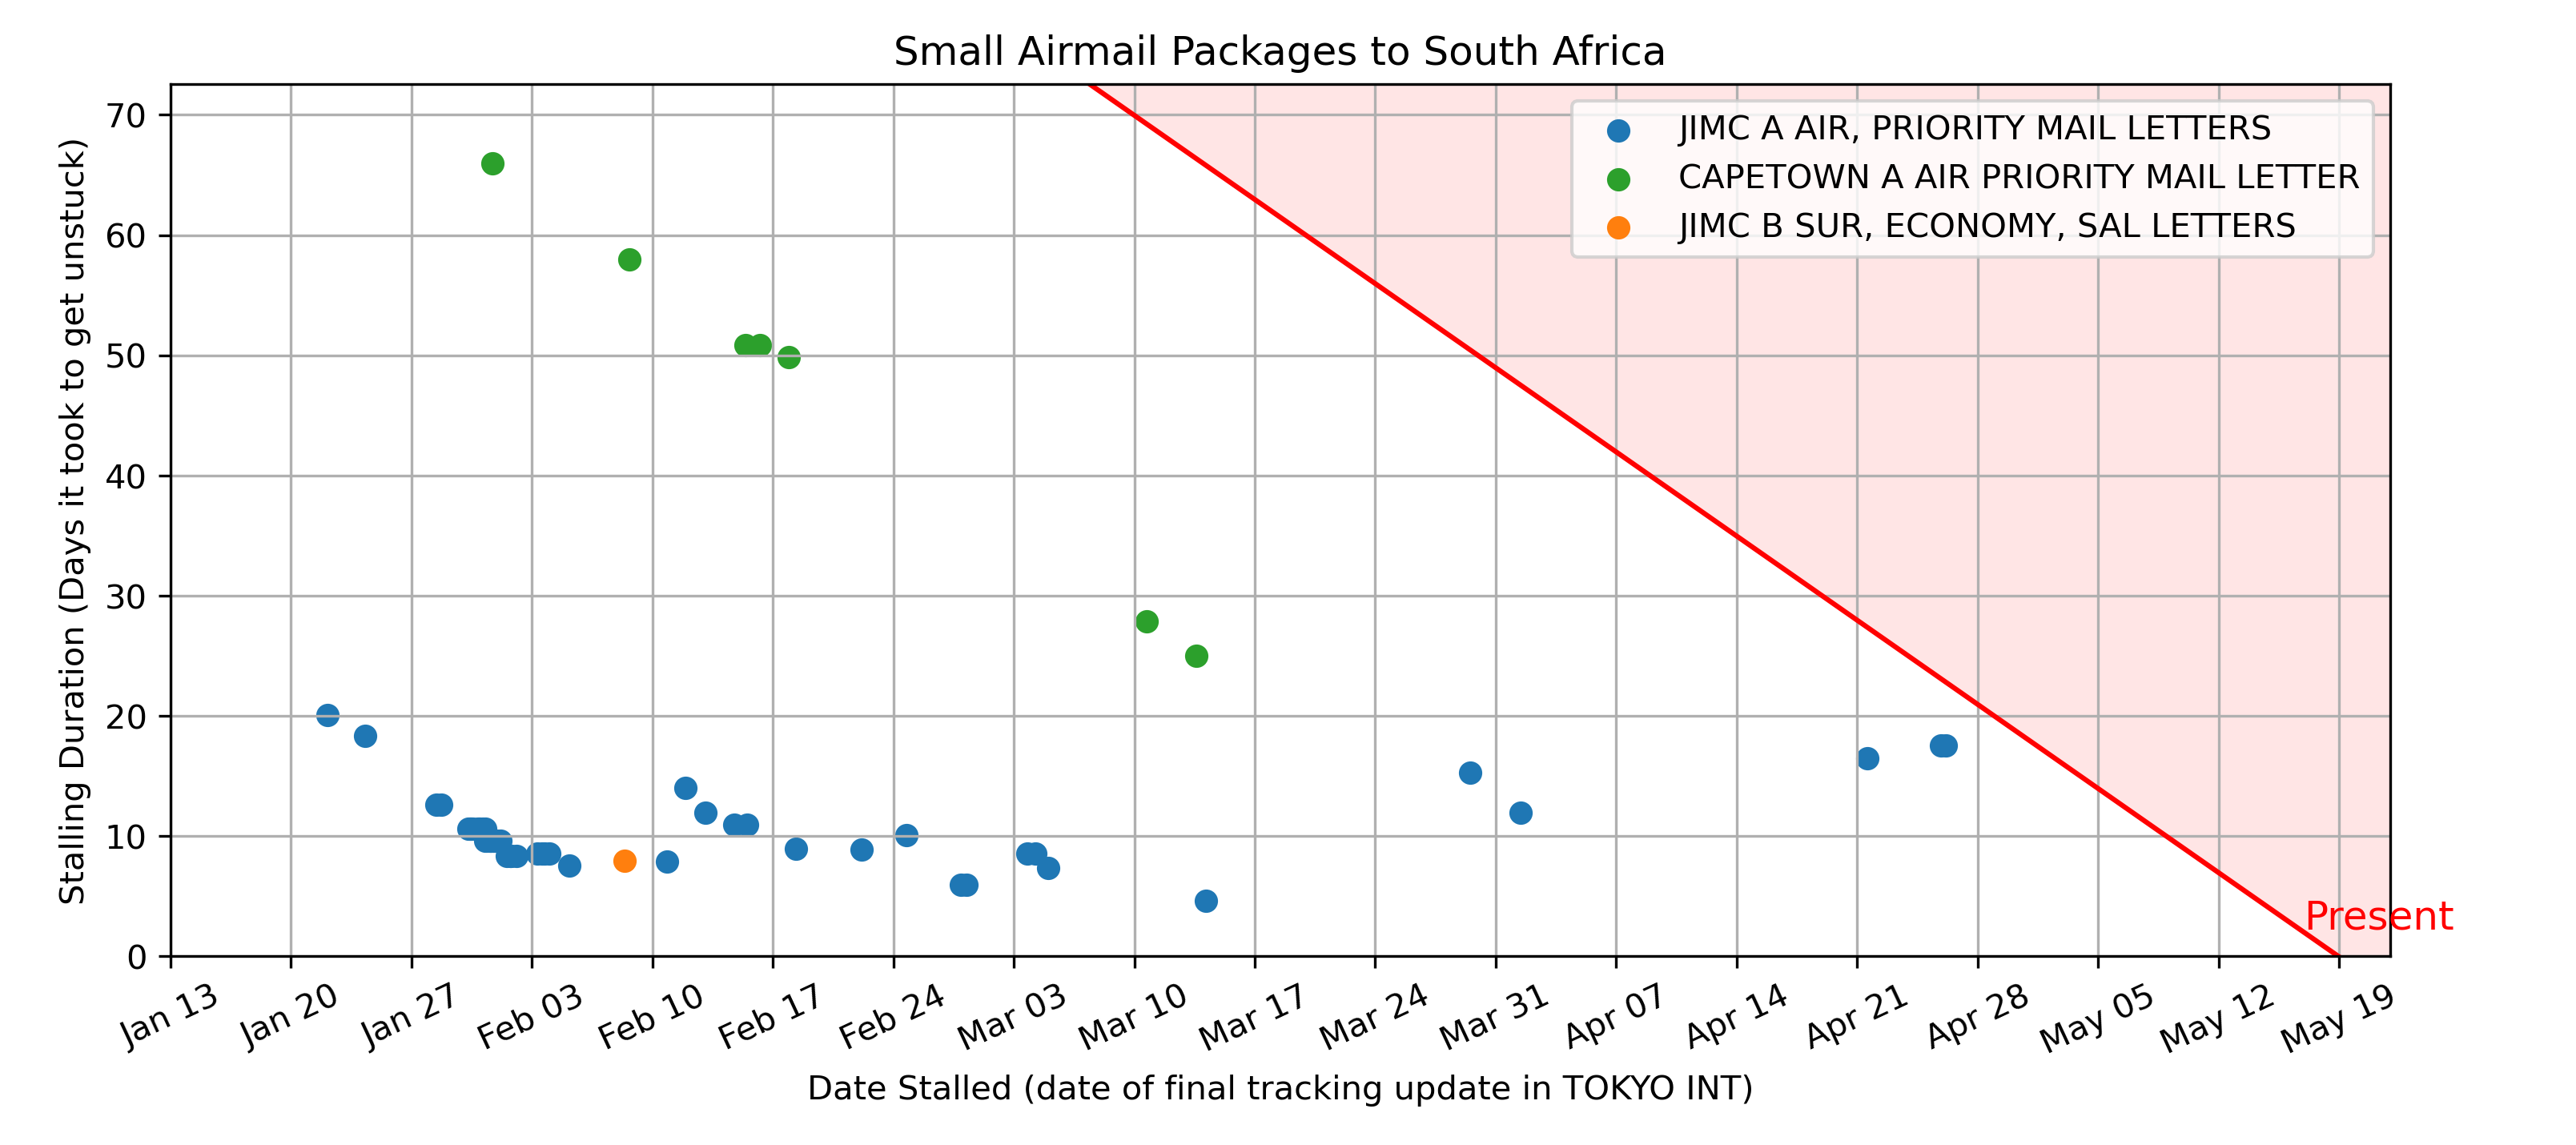 Small Airmail Packages to South Africa
Stalling Duration (Days it took to get unstuck)
70
60
50
40
30
20
10
0
JIMC A AIR, PRIORITY MAIL LETTERS
CAPETOWN A AIR PRIORITY MAIL LETTER
JIMC B SUR, ECONOMY, SAL LETTERS
Present
Jan 13
Jan 20
Jan 27
Feb 03
Feb 10
Feb 17
Feb 24
Mar 03
Mar 10
Mar 17
Mar 24
Mar 31
Apr 07
Apr 14
Apr 21
Apr 28
May 05
May 12
May 19
Date Stalled (date of final tracking update in TOKYO INT)